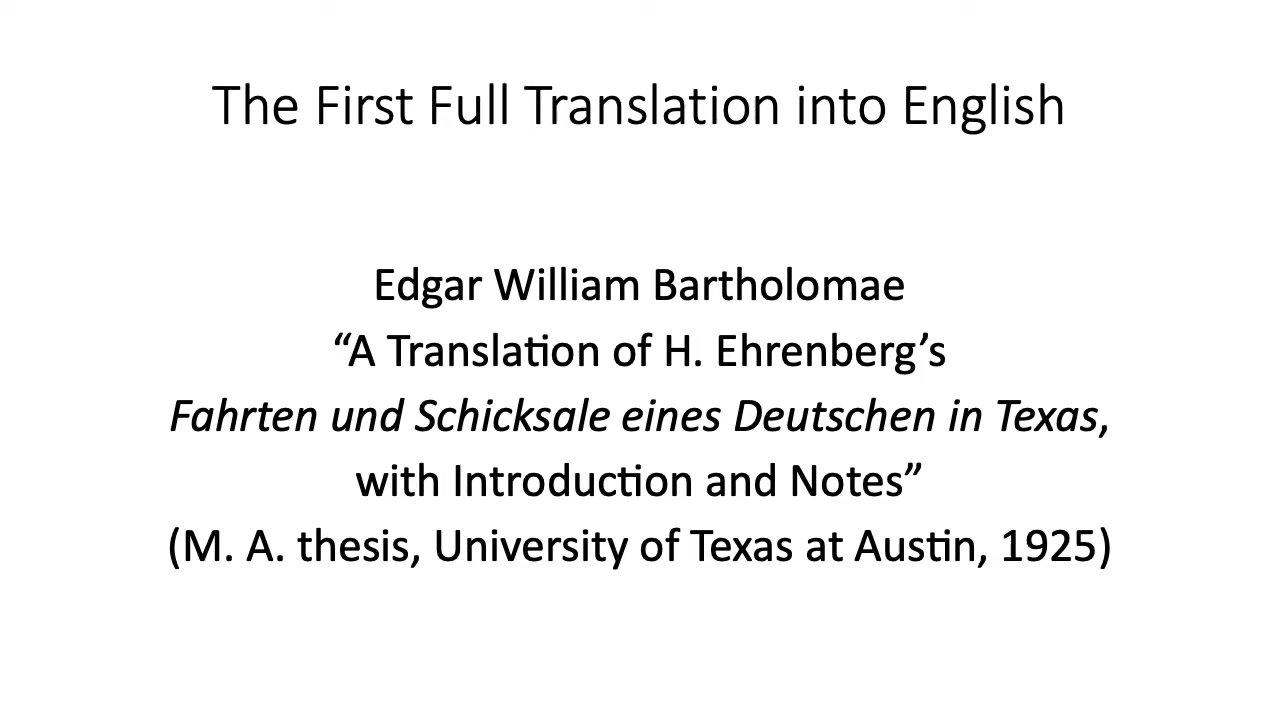 The First Full Translation into English
Edgar William Bartholomae
“A Translation of H. Ehrenberg’s
Fahrten und Schicksale eines Deutschen in Texas,
with Introduction and Notes”
(M. A. thesis, University of Texas at Austin, 1925)